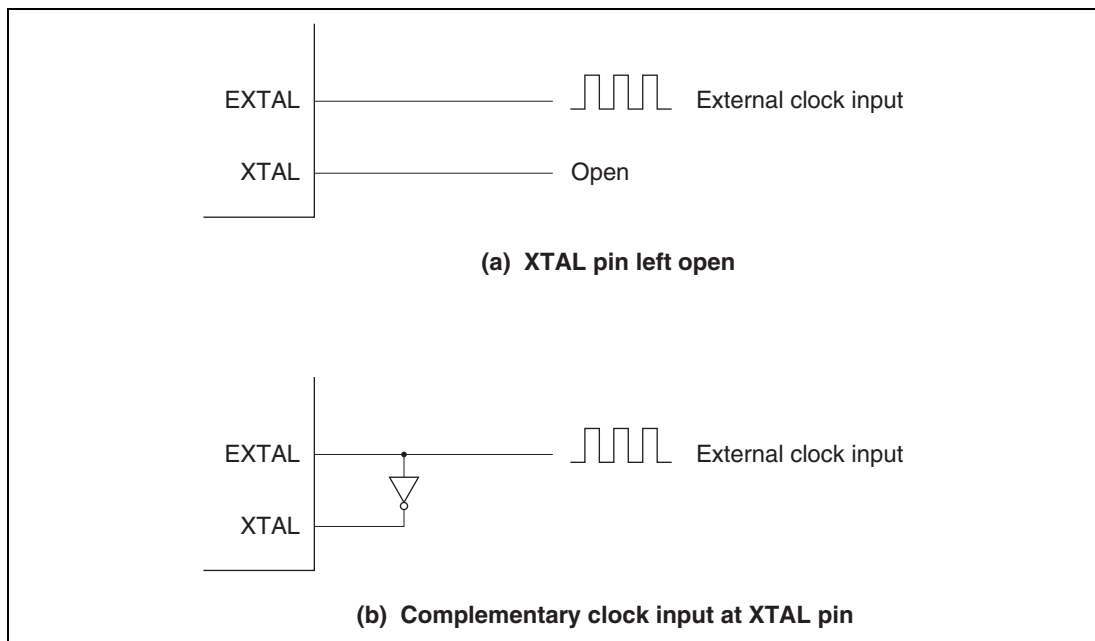 EXTAL External clock input
XTAL Open
(a) XTAL pin left open
EXTAL External clock input
XTAL
(b) Complementary clock input at XTAL pin